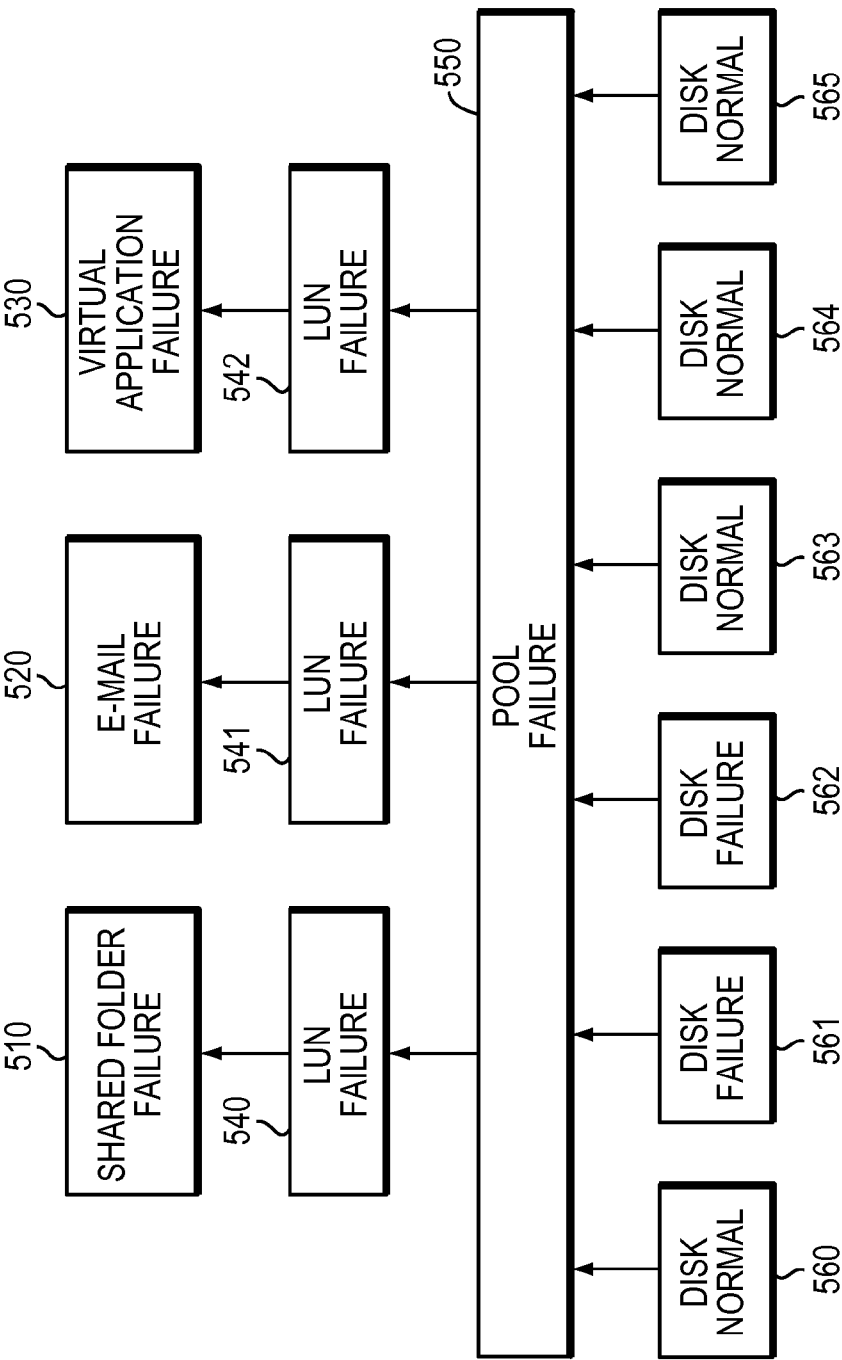 510
SHARED FOLDER
FAILURE
520
E-MAIL
FAILURE
530
VIRTUAL
APPLICATION
FAILURE
540
LUN
FAILURE
541
LUN
FAILURE
542
LUN
FAILURE
550
POOL
FAILURE
DISK
NORMAL
560
DISK
FAILURE
561
DISK
FAILURE
562
DISK
NORMAL
563
DISK
NORMAL
564
DISK
NORMAL
565